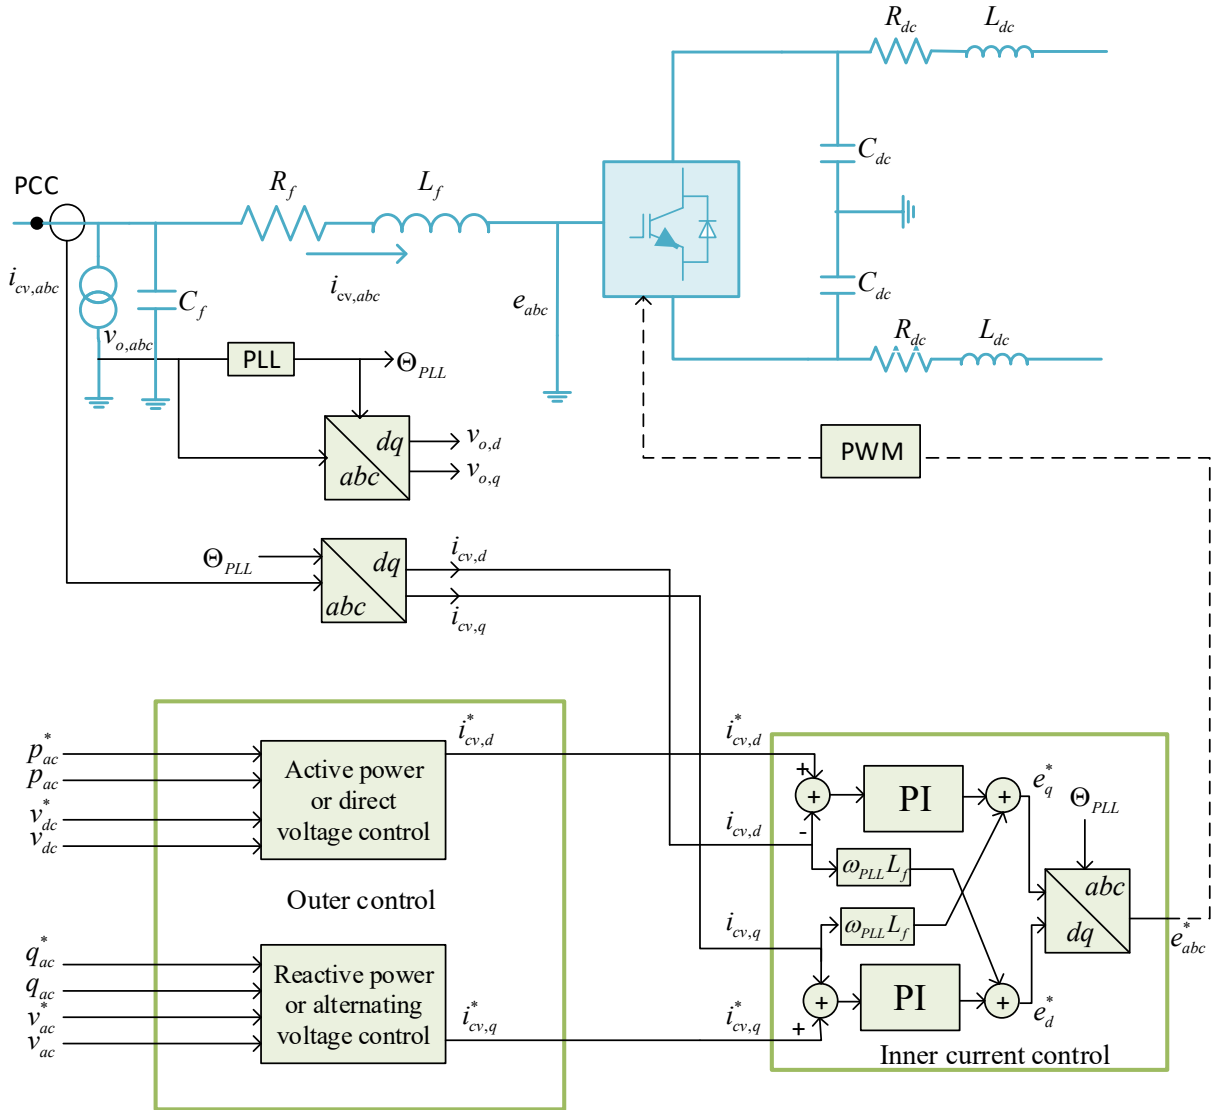 R_dc
L_dc
C_dc
PCC
R_f
L_f
i_cv,abc
i_cv,abc
C_f
e_abc
C_dc
v_o,abc
R_dc
L_dc
PLL
Θ_PLL
dq
abc
v_o,d
v_o,q
PWM
Θ_PLL
dq
abc
i_cv,d
i_cv,q
p*_ac
p_ac
v*_dc
v_dc
Active power
or direct
voltage control
i*_cv,d
Outer control
q*_ac
q_ac
v*_ac
v_ac
Reactive power
or alternating
voltage control
i*_cv,q
i*_cv,d
+
+
-
PI
+
e*_q
Θ_PLL
i_cv,d
ω_PLL L_f
abc
dq
i_cv,q
ω_PLL L_f
e*_abc
i*_cv,q
+
+
PI
+
e*_d
Inner current control